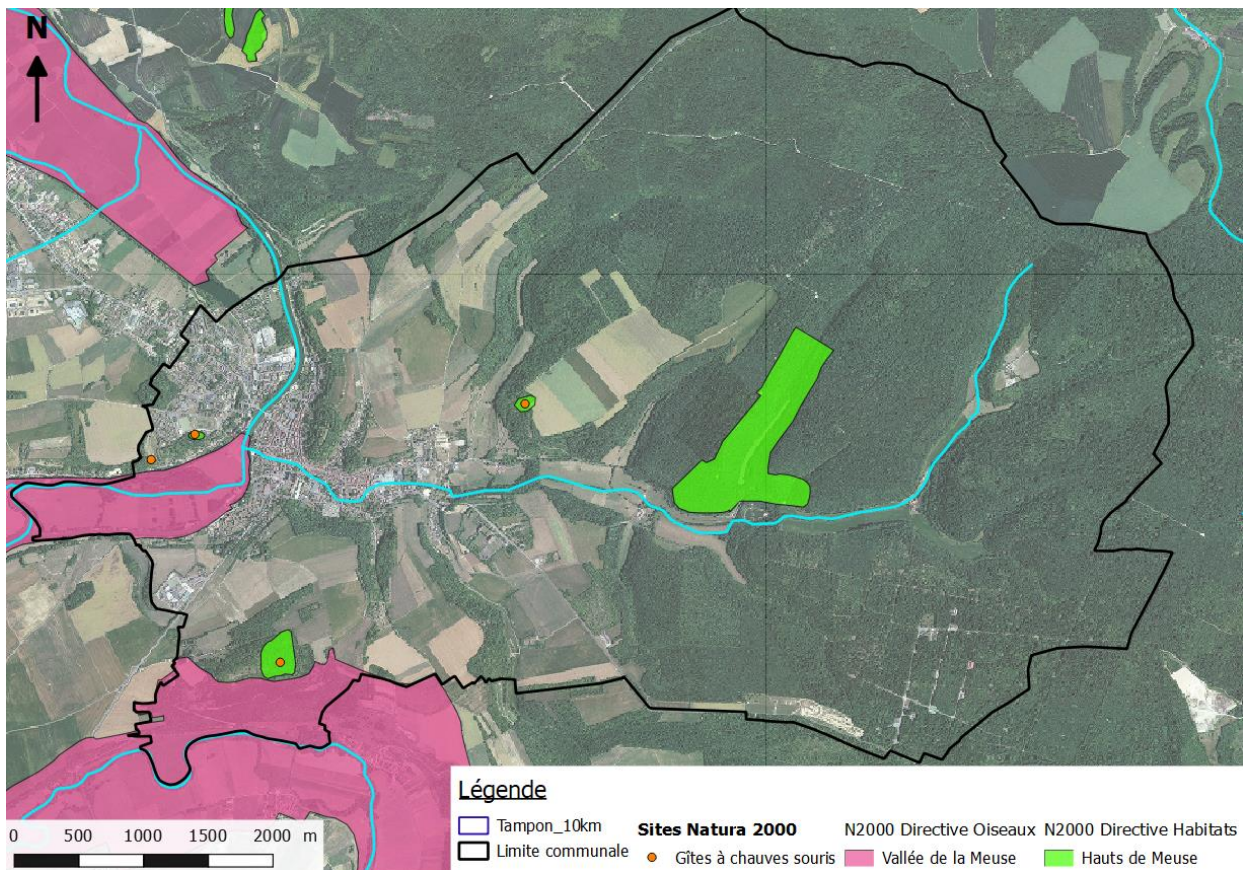 N
Légende
Tampon_10km
Limite communale
Sites Natura 2000
Gîtes à chauves souris
N2000 Directive Oiseaux
Vallée de la Meuse
N2000 Directive Habitats
Hauts de Meuse
0 500 1000 1500 2000 m